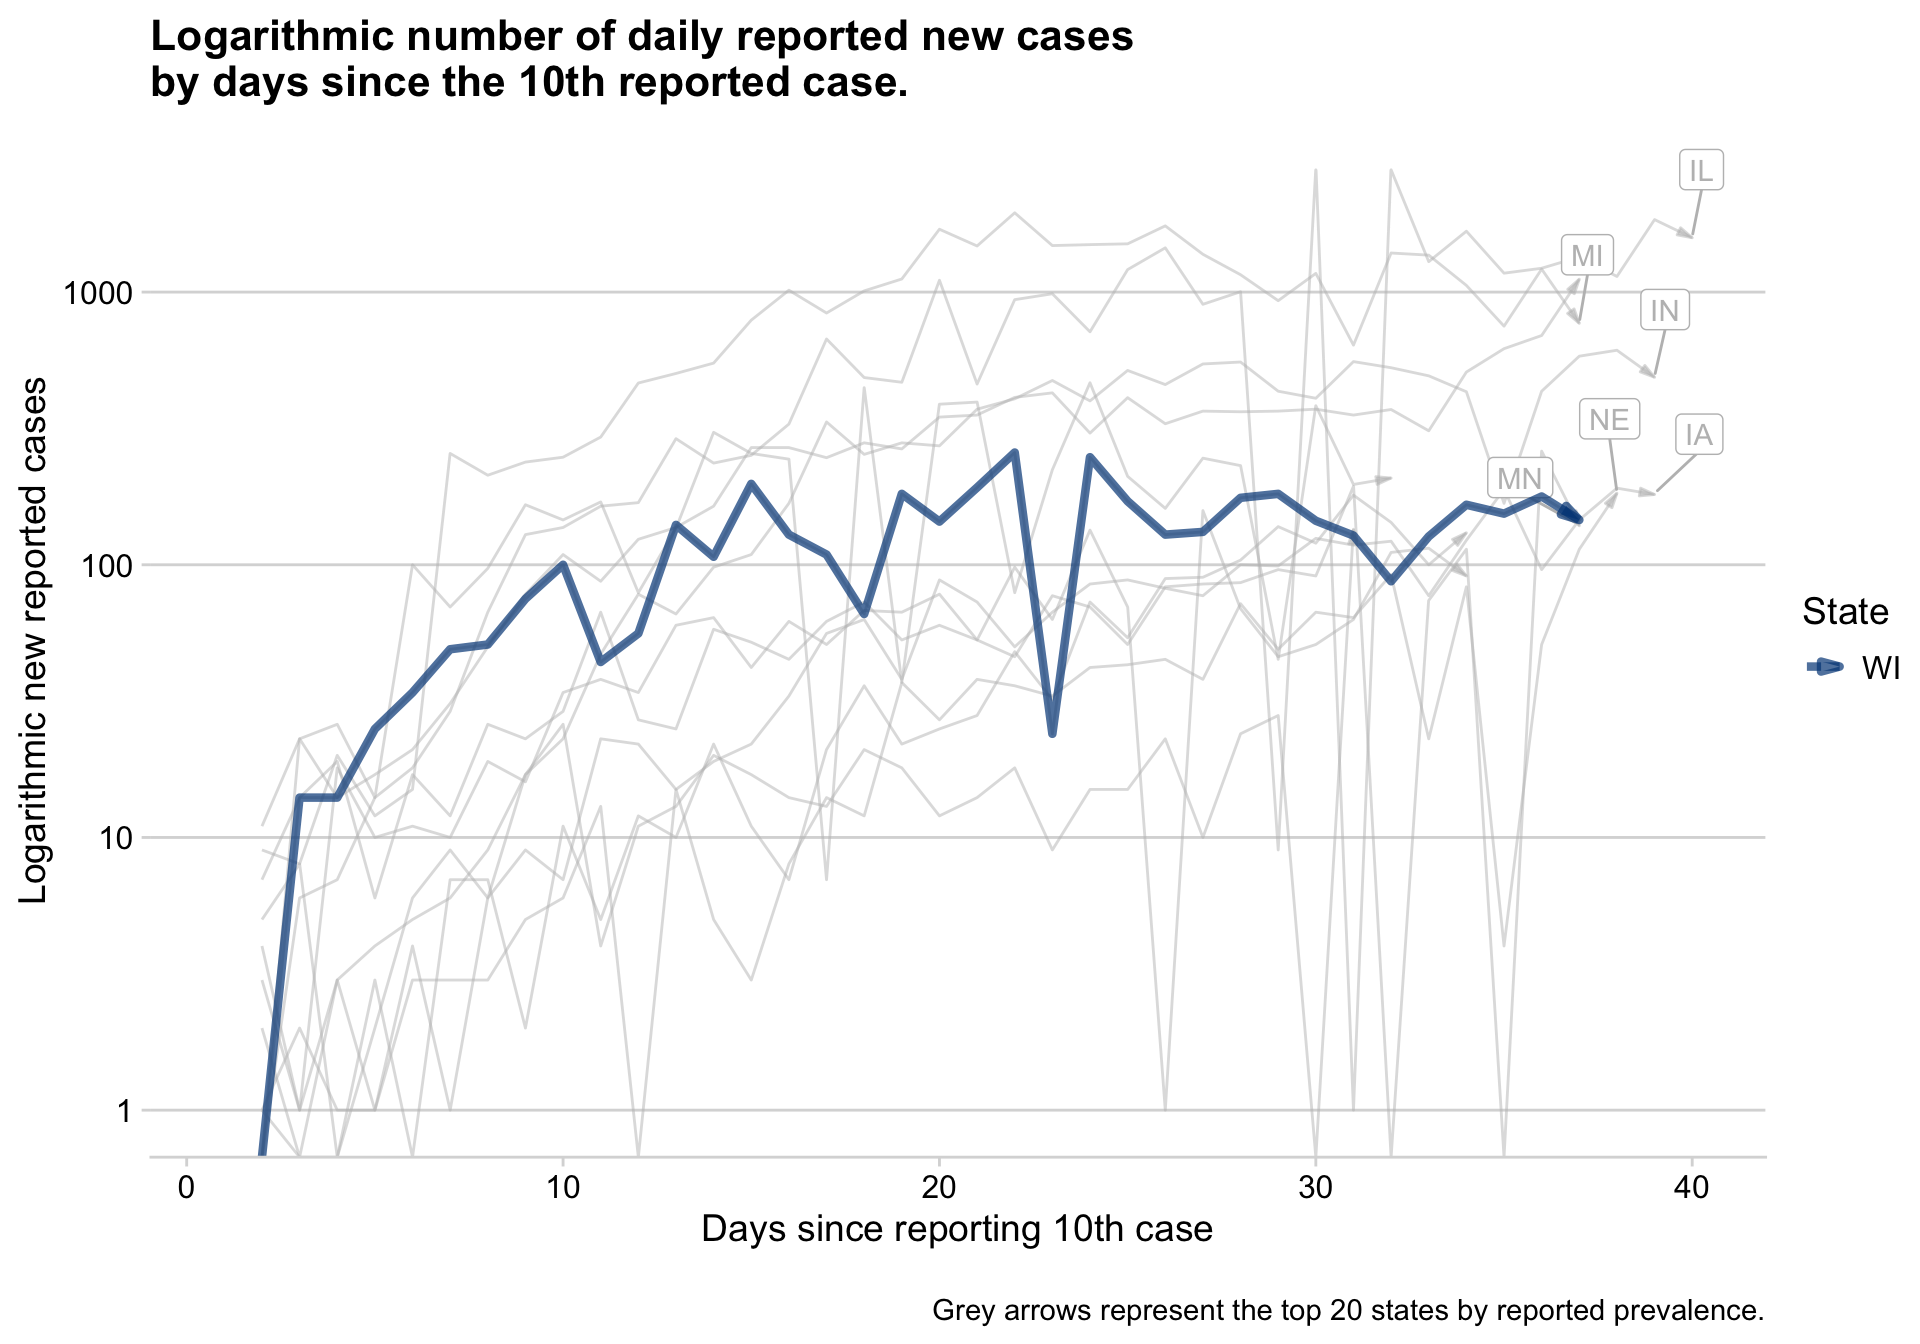 Logarithmic number of daily reported new cases
by days since the 10th reported case.
IL
MI
IN
NE
IA
MN
1000
100
10
1
Logarithmic new reported cases
State
WI
0
10
20
30
40
Days since reporting 10th case
Grey arrows represent the top 20 states by reported prevalence.